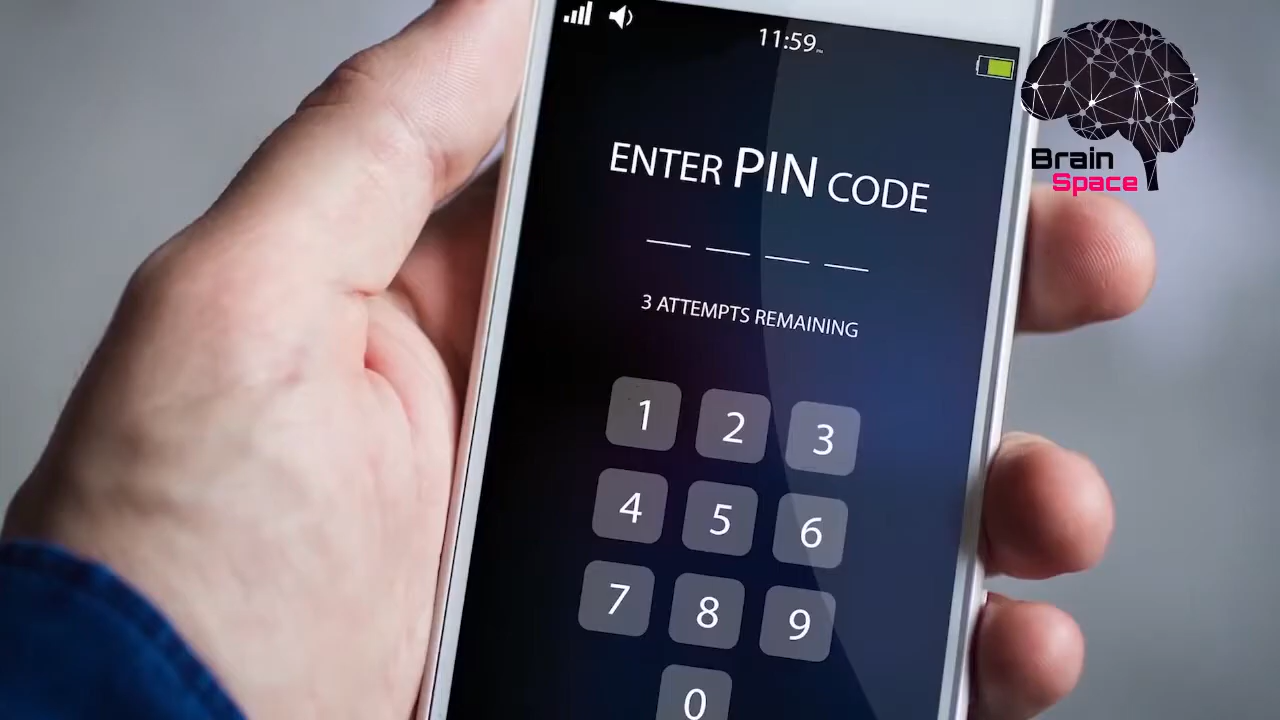 11:59
ENTER PIN CODE
3 ATTEMPTS REMAINING
1 2 3
4 5 6
7 8 9
0
Brain
Space